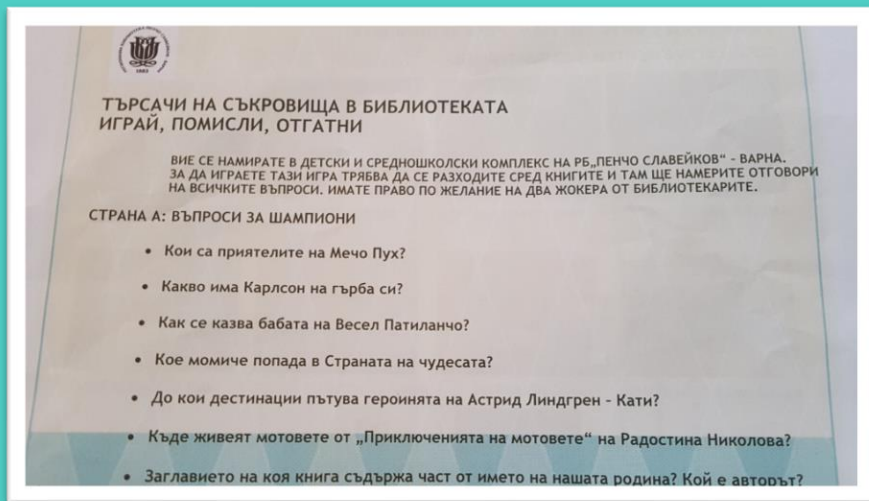 ТЪРСАЧИ НА СЪКРОВИЩА В БИБЛИОТЕКАТА
ИГРАЙ, ПОМИСЛИ, ОТГАТНИ
ВИЕ СЕ НАМИРАТЕ В ДЕТСКИ И СРЕДНОШКОЛСКИ КОМПЛЕКС НА РБ„ПЕНЧО СЛАВЕЙКОВ“ - ВАРНА.
ЗА ДА ИГРАЕТЕ ТАЗИ ИГРА ТРЯБВА ДА СЕ РАЗХОДИТЕ СРЕД КНИГИТЕ И ТАМ ЩЕ НАМЕРИТЕ ОТГОВОРИ
НА ВСИЧКИТЕ ВЪПРОСИ. ИМАТЕ ПРАВО ПО ЖЕЛАНИЕ НА ДВА ЖОКЕРА ОТ БИБЛИОТЕКАРИТЕ.
СТРАНА А: ВЪПРОСИ ЗА ШАМПИОНИ
• Кои са приятелите на Мечо Пух?
• Какво има Карлсон на гърба си?
• Как се казва бабата на Весел Патиланчо?
• Кое момиче попада в Страната на чудесата?
• До кои дестинации пътува героинята на Астрид Линдгрен - Кати?
• Къде живеят мотовете от „Приключенията на мотовете“ на Радостина Николова?
• Заглавието на коя книга съдържа част от името на нашата родина? Кой е авторът?